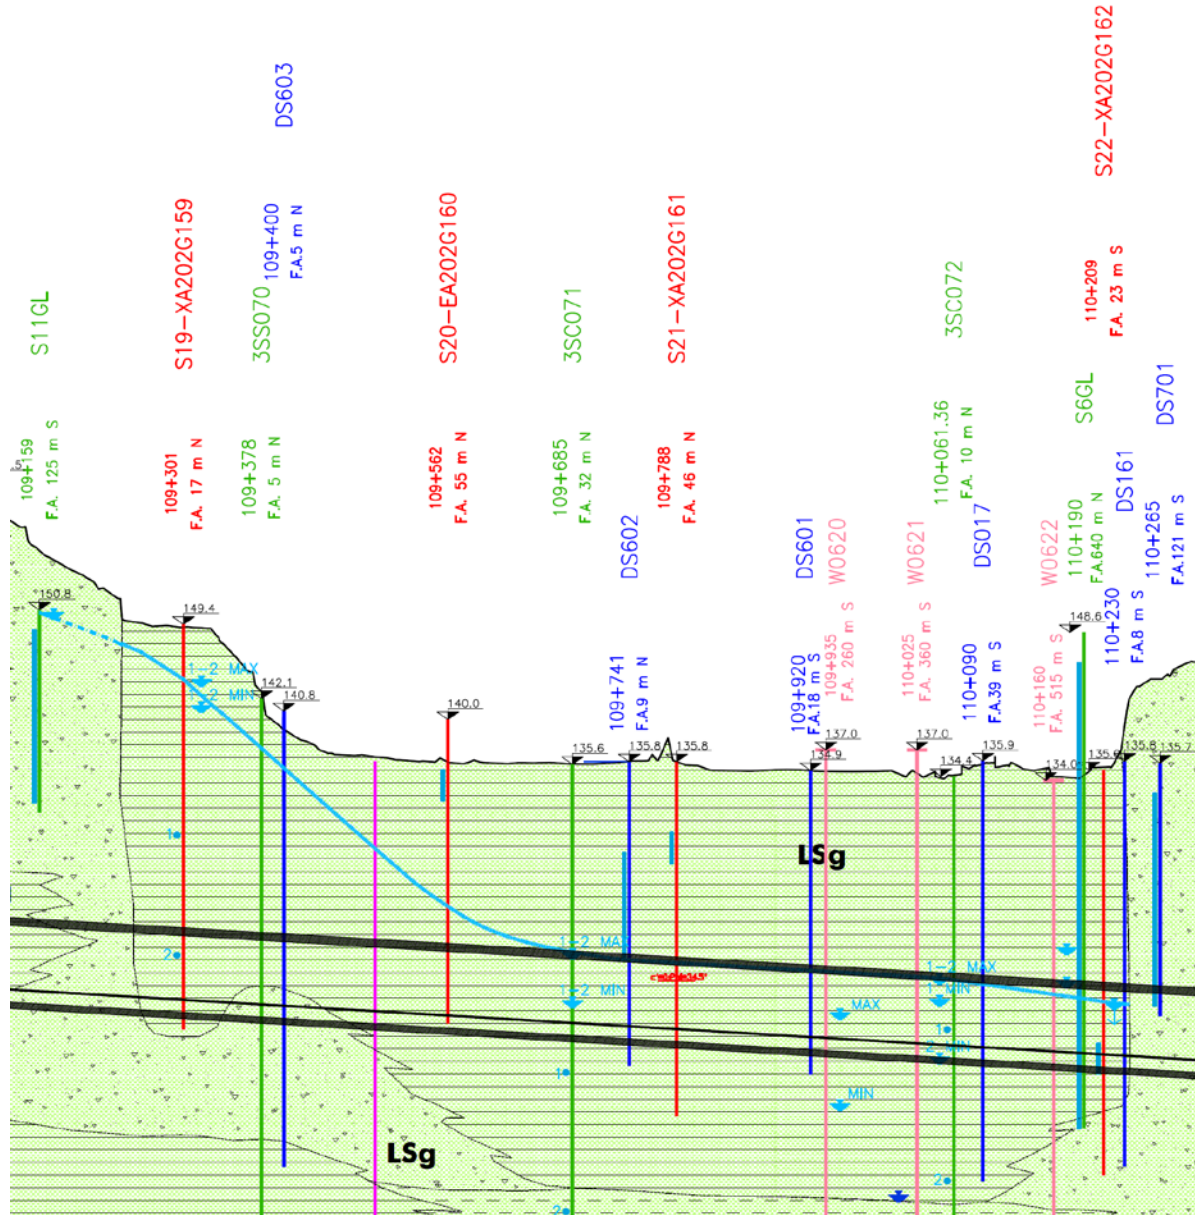 DS603
109+400
F.A.5 m N
S22-XA202G162
110+209
F.A. 23 m S
S11GL
109+159
F.A. 125 m S
S19-XA202G159
109+301
F.A. 17 m N
3SS070
109+378
F.A. 5 m N
S20-EA202G160
109+562
F.A. 55 m N
3SC071
109+685
F.A. 32 m N
S21-XA202G161
109+788
F.A. 46 m N
3SC072
110+061.36
F.A. 10 m N
S6GL
110+190
F.A.640 m N
DS701
110+265
F.A.121 m S
DS161
110+230
F.A.8 m S
DS602
109+741
F.A.9 m N
DS601
109+920
F.A.18 m S
W0620
109+935
F.A. 260 m S
W0621
110+025
F.A. 360 m S
DS017
110+090
F.A.39 m S
W0622
110+160
F.A. 515 m S
.5
150.8
149.4
142.1
140.8
140.0
135.6
135.8
135.8
134.9
137.0
137.0
134.4
135.9
134.0
148.6
135.8
135.7
1-2 MAX
1-2 MIN
1
2
LSg
1-2 MAX
1-2 MIN
1-2 MAX
1 MIN
MAX
1
2 MIN
1
MIN
LSg
2
2